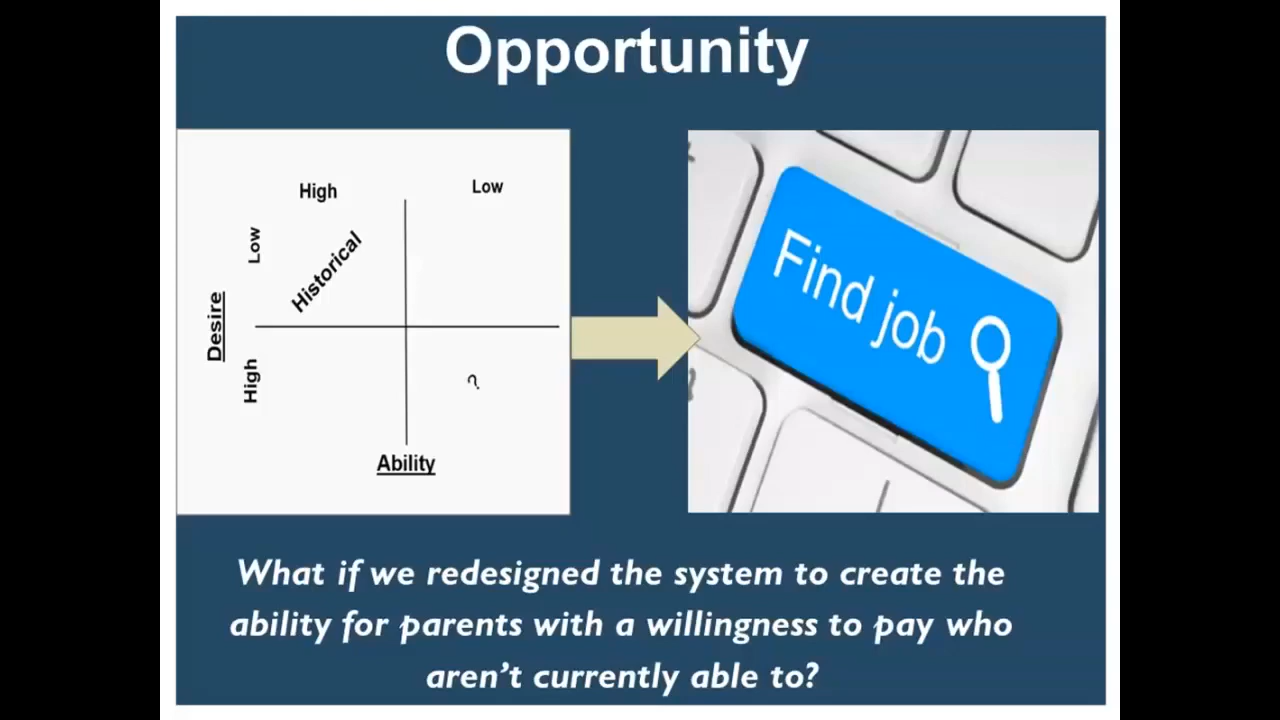 Opportunity
High
Low
Low
Historical
Desire
High
?
Ability
Find job
What if we redesigned the system to create the
ability for parents with a willingness to pay who
aren't currently able to?